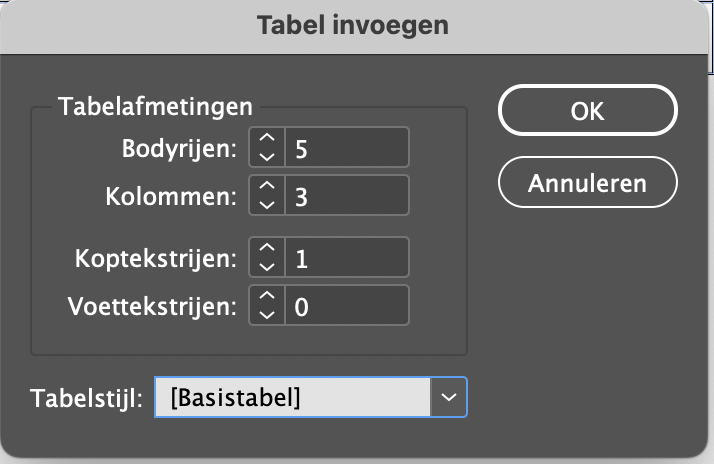 Tabel invoegen
Tabelafmetingen
OK
Bodyrijen: 5
Annuleren
Kolommen: 3
Koptekstrijen: 1
Voettekstrijen: 0
Tabelstijl: [Basistabel]